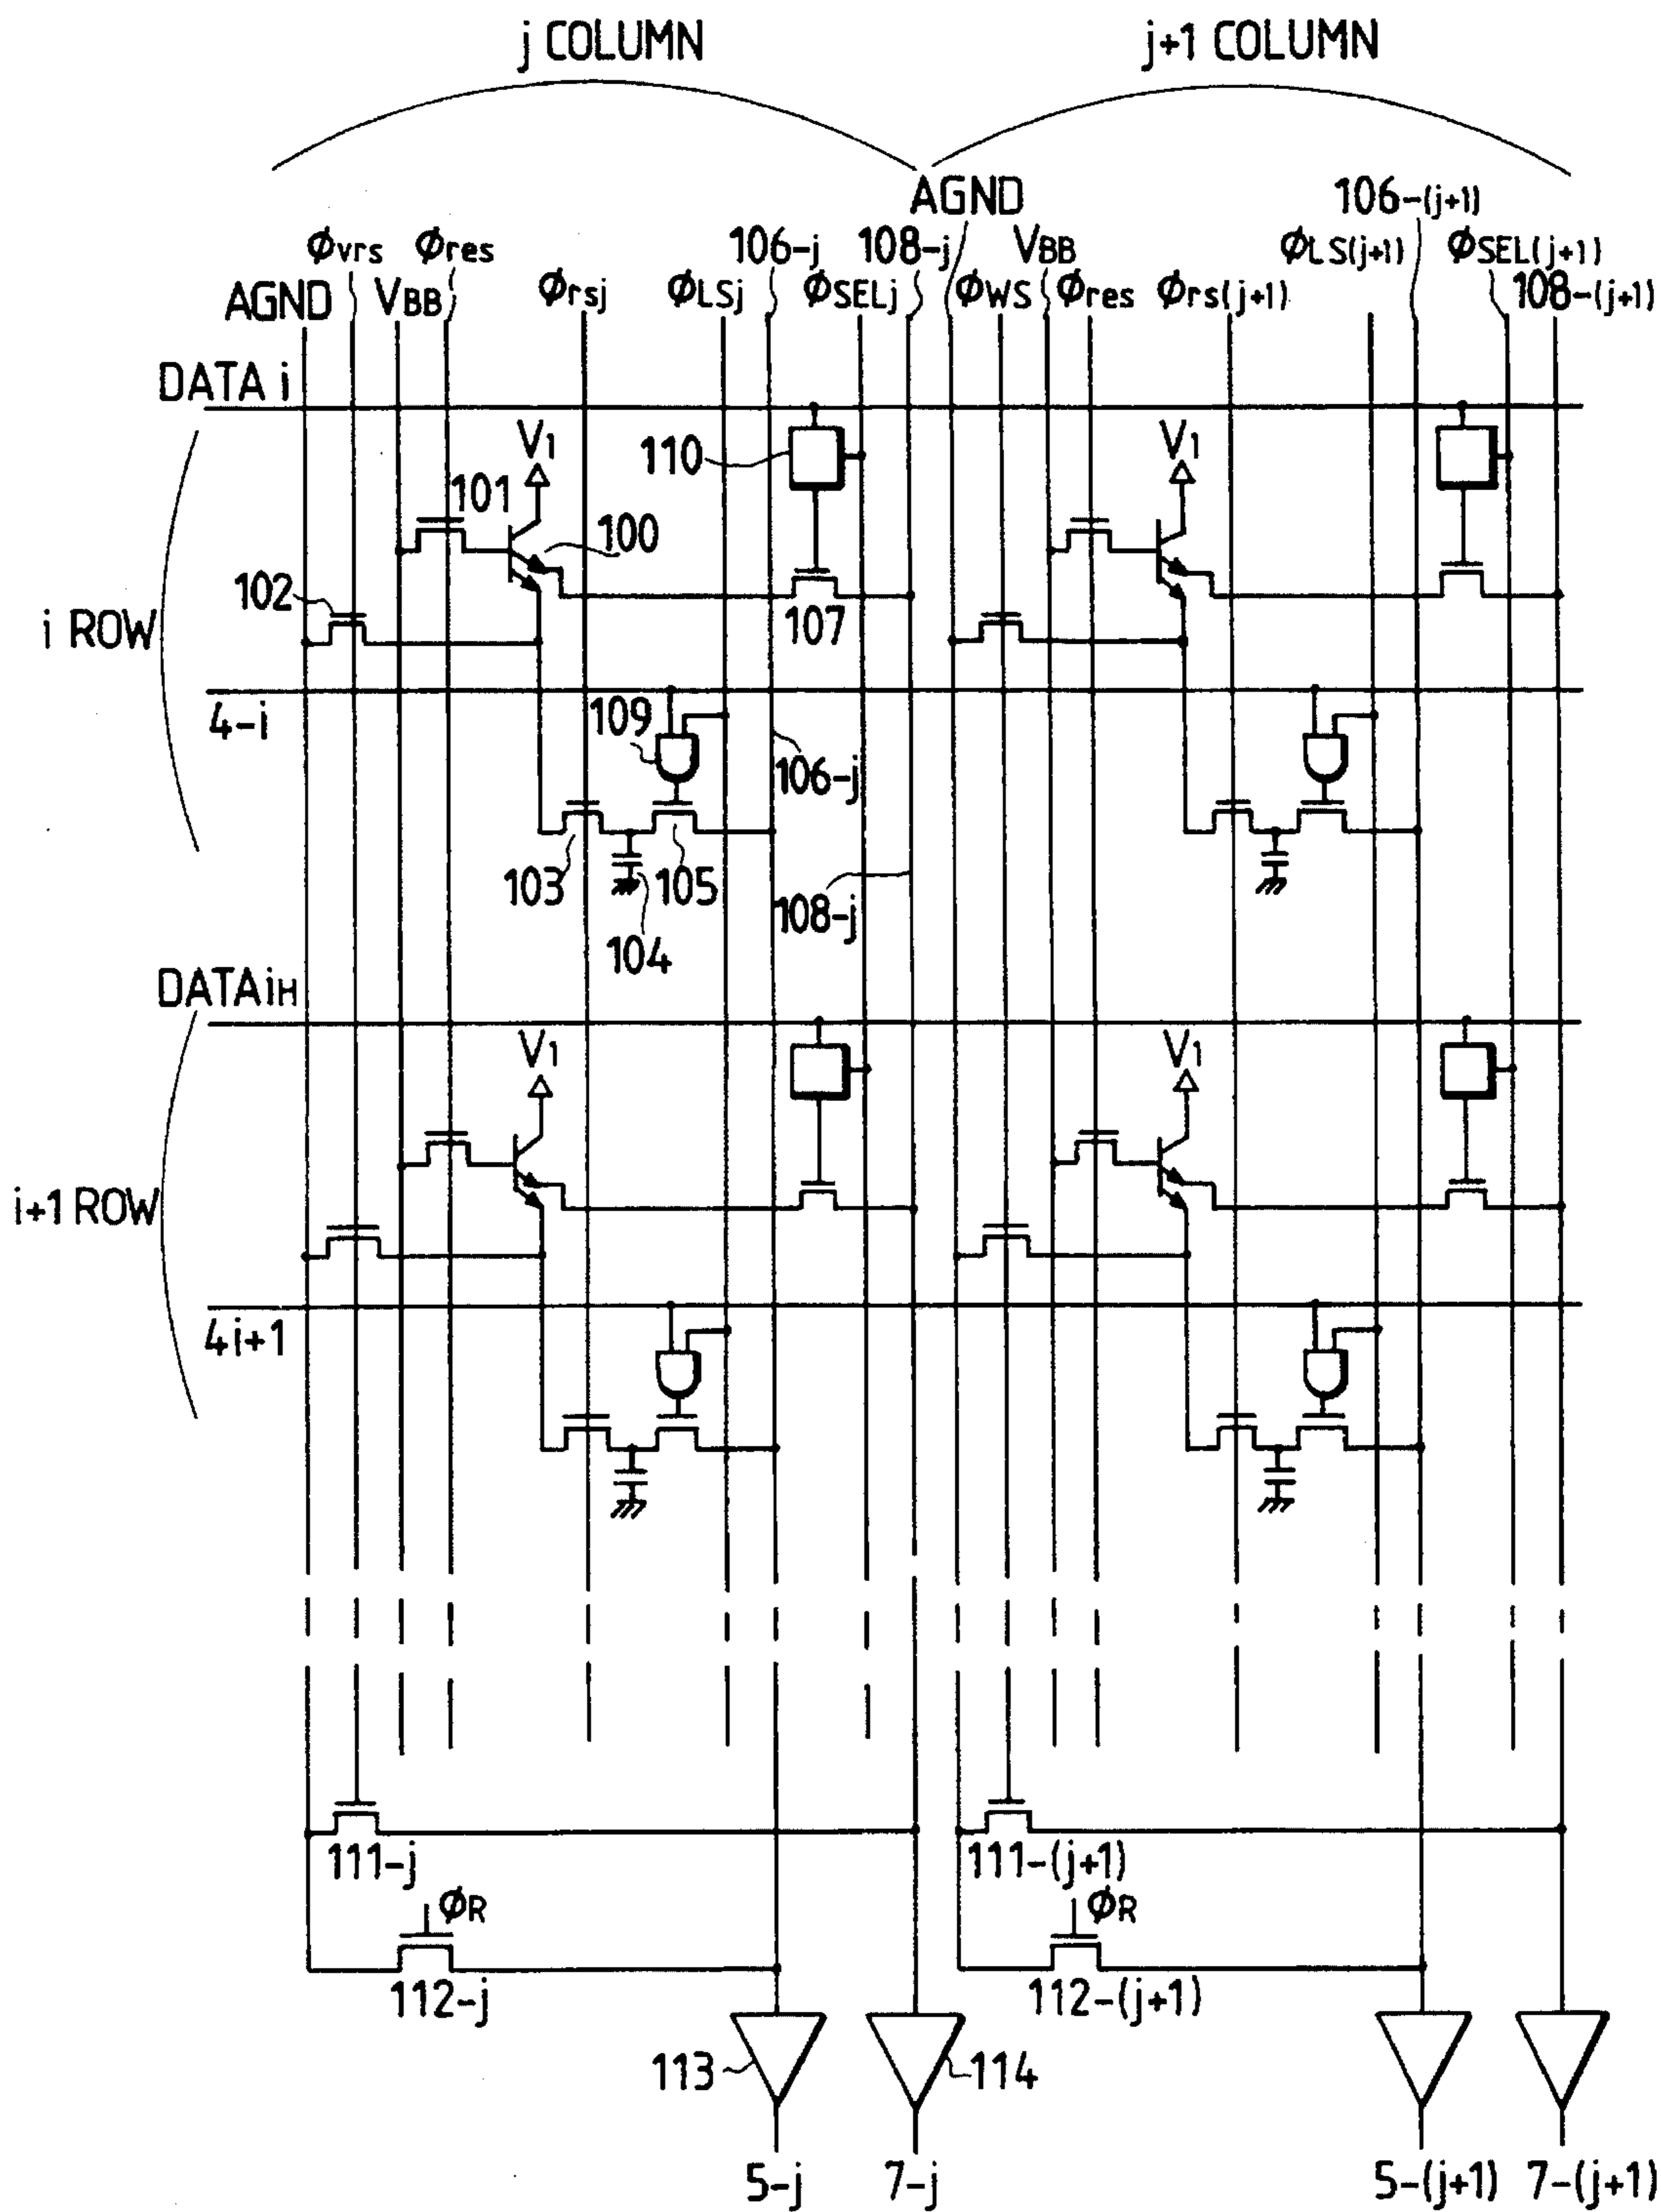 j COLUMN
j+1 COLUMN
AGND
106-(j+1)
φvrs
φres
106-j
108-j
VBB
φLS(j+1)
φSEL(j+1)
AGND
VBB
φrsj
φLSj
φSELj
φWS
φres
φrs(j+1)
108-(j+1)
DATA i
V1
V1
110
101
100
102
107
i ROW
4-i
109
106-j
103
105
108-j
104
DATAiH
V1
V1
i+1 ROW
4i+1
111-j
111-(j+1)
φR
φR
112-j
112-(j+1)
113
114
5-j
7-j
5-(j+1)
7-(j+1)